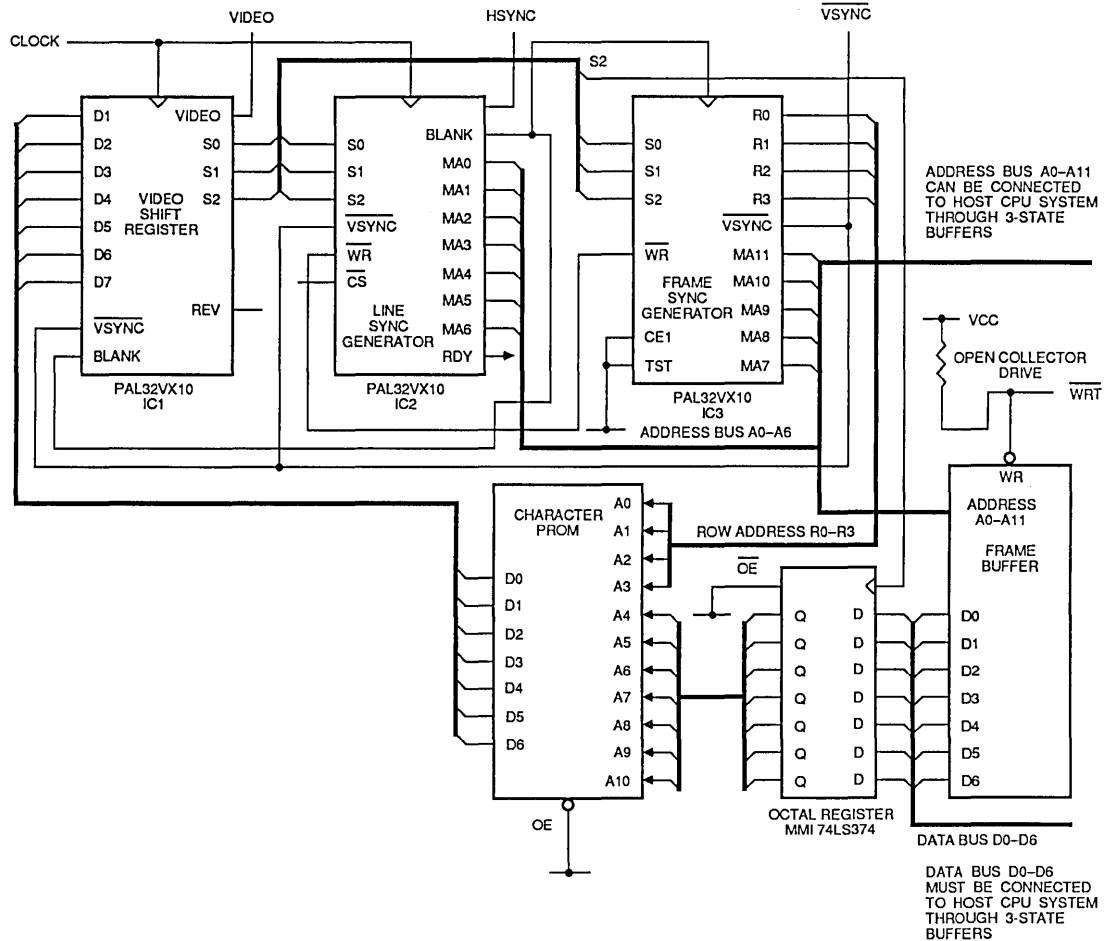 VIDEO
HSYNC
VSYNC
CLOCK
S2
D1
D2
D3
D4
D5
D6
D7
VSYNC
BLANK
VIDEO
S0
S1
S2
REV
VIDEO
SHIFT
REGISTER
PAL32VX10
IC1
S0
S1
S2
VSYNC
WR
CS
BLANK
MA0
MA1
MA2
MA3
MA4
MA5
MA6
RDY
LINE
SYNC
GENERATOR
PAL32VX10
IC2
S0
S1
S2
WR
CE1
TST
R0
R1
R2
R3
VSYNC
MA11
MA10
MA9
MA8
MA7
FRAME
SYNC
GENERATOR
PAL32VX10
IC3
ADDRESS BUS A0–A11
CAN BE CONNECTED
TO HOST CPU SYSTEM
THROUGH 3-STATE
BUFFERS
VCC
OPEN COLLECTOR
DRIVE
WRT
ADDRESS BUS A0–A6
WR
ADDRESS
A0–A11
FRAME
BUFFER
D0
D1
D2
D3
D4
D5
D6
CHARACTER
PROM
A0
A1
A2
A3
A4
A5
A6
A7
A8
A9
A10
D0
D1
D2
D3
D4
D5
D6
OE
ROW ADDRESS R0–R3
OE
Q D
Q D
Q D
Q D
Q D
Q D
Q D
OCTAL REGISTER
MMI 74LS374
DATA BUS D0–D6
DATA BUS D0–D6
MUST BE CONNECTED
TO HOST CPU SYSTEM
THROUGH 3-STATE
BUFFERS